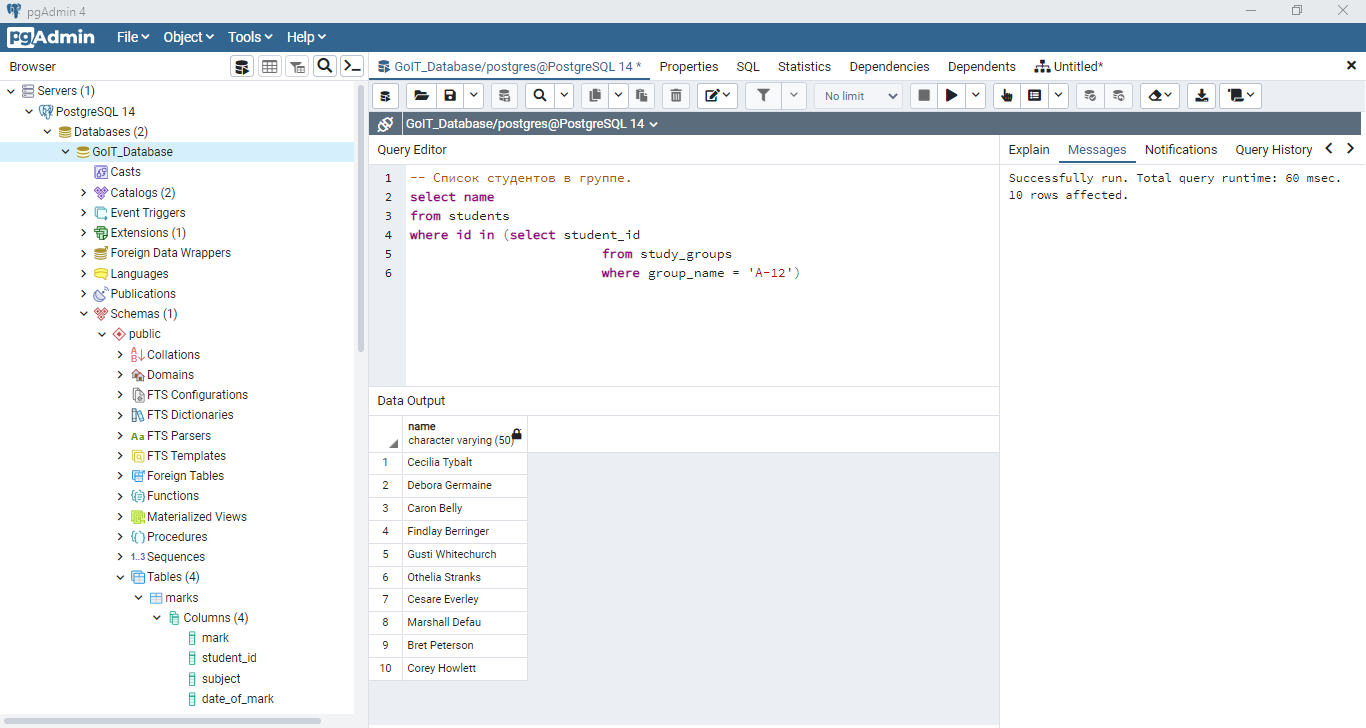 pgAdmin 4
pgAdmin
File
Object
Tools
Help
Browser
Servers (1)
PostgreSQL 14
Databases (2)
GoIT_Database
Casts
Catalogs (2)
Event Triggers
Extensions (1)
Foreign Data Wrappers
Languages
Publications
Schemas (1)
public
Collations
Domains
FTS Configurations
FTS Dictionaries
Aa FTS Parsers
FTS Templates
Foreign Tables
Functions
Materialized Views
Procedures
1..3 Sequences
Tables (4)
marks
Columns (4)
mark
student_id
subject
date_of_mark
GoIT_Database/postgres@PostgreSQL 14 *
Properties
SQL
Statistics
Dependencies
Dependents
Untitled*
No limit
GoIT_Database/postgres@PostgreSQL 14
Query Editor
1 -- Список студентов в группе.
2 select name
3 from students
4 where id in (select student_id
5 from study_groups
6 where group_name = 'A-12')
Data Output
name
character varying (50)
1 Cecilia Tybalt
2 Debora Germaine
3 Caron Belly
4 Findlay Berringer
5 Gusti Whitechurch
6 Othelia Stranks
7 Cesare Everley
8 Marshall Defau
9 Bret Peterson
10 Corey Howlett
Explain
Messages
Notifications
Query History
Successfully run. Total query runtime: 60 msec.
10 rows affected.